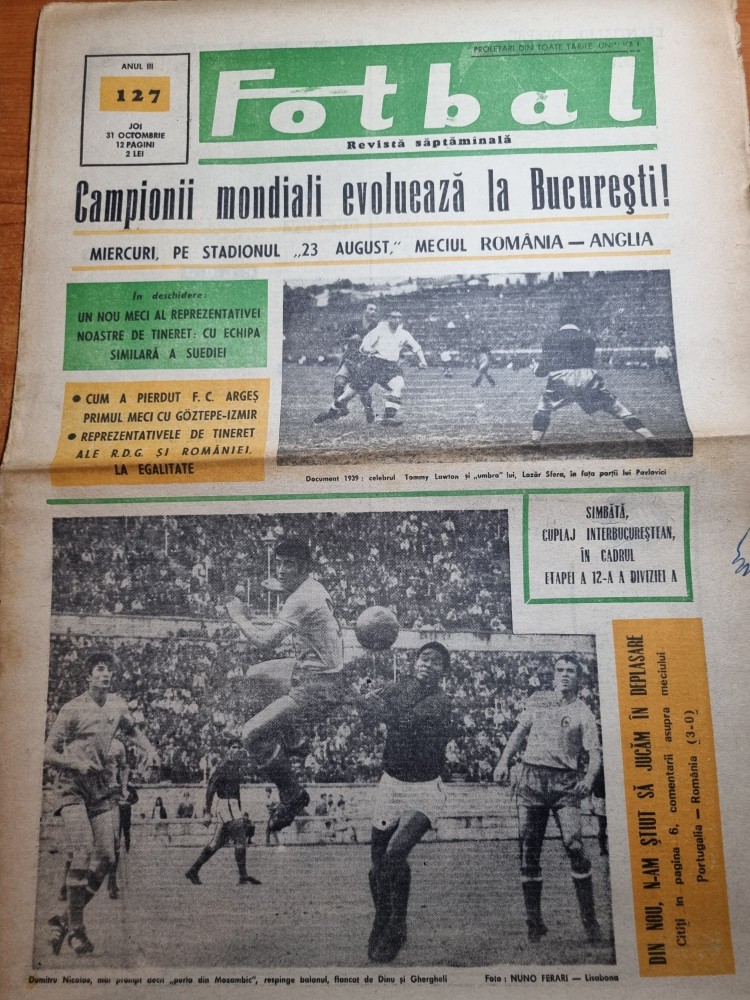 ANUL III
127
JOI
31 OCTOMBRIE
12 PAGINI
2 LEI
PROLETARI DIN TOATE ȚĂRILE, UNIȚI-VĂ !
Fotbal
Revistă săptămînală
Campionii mondiali evoluează la București!
MIERCURI, PE STADIONUL „23 AUGUST,” MECIUL ROMÂNIA — ANGLIA
În deschidere:
UN NOU MECI AL REPREZENTATIVEI
NOASTRE DE TINERET: CU ECHIPA
SIMILARĂ A SUEDIEI
● CUM A PIERDUT F. C. ARGEȘ
PRIMUL MECI CU GÖZTEPE-IZMIR
● REPREZENTATIVELE DE TINERET
ALE R.D.G. ȘI ROMÂNIEI,
LA EGALITATE
Document 1939 : celebrul Tommy Lawton și „umbra” lui, Lazăr Sfera, în fața porții lui Pavlovici
SIMBĂTĂ,
CUPLAJ INTERBUCUREȘTEAN,
ÎN CADRUL
ETAPEI A 12-A A DIVIZIEI A
DIN NOU, N-AM ȘTIUT SĂ JUCĂM ÎN DEPLASARE
Citiți în pagina 6, comentarii asupra meciului
Portugalia — România (3-0)
Dumitru Nicolae, mai prompt decît „perla din Mozambic”, respinge balonul, flancat de Dinu și Ghergheli
Foto : NUNO FERARI — Lisabona